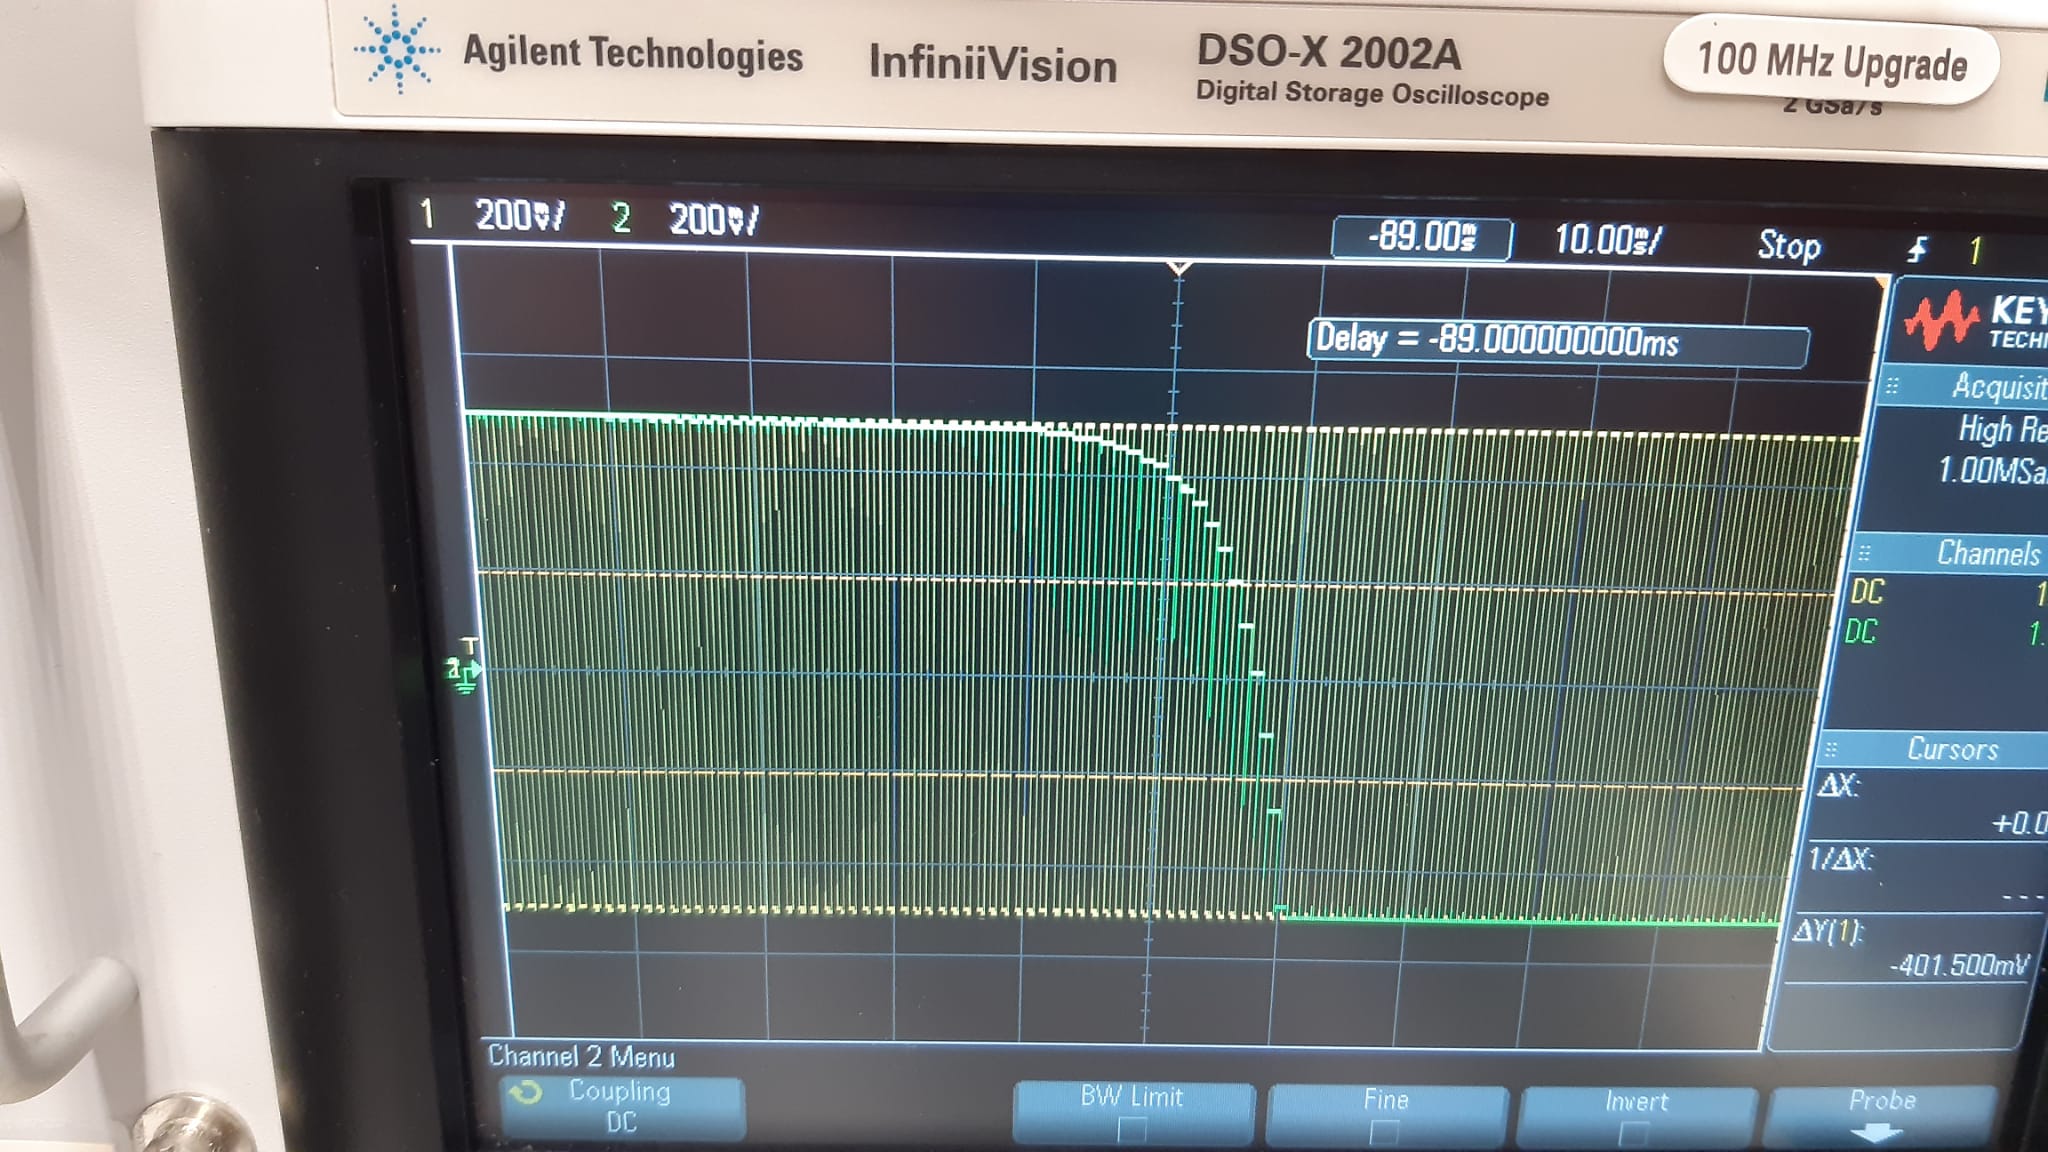 Agilent Technologies InfiniiVision DSO-X 2002A 100 MHz Upgrade
Digital Storage Oscilloscope 2 GSa/s
1 200mV/ 2 200mV/ -89.00ms 10.00ms/ Stop 1
Delay = -89.000000000ms
KEY
TECH
Acquisit
High Re
1.00MSa
Channels
DC 1
DC 1.
T
2
Cursors
ΔX:
+0.0
1/ΔX:
---
ΔY(1):
-401.500mV
Channel 2 Menu
Coupling
DC
BW Limit
Fine
Invert
Probe